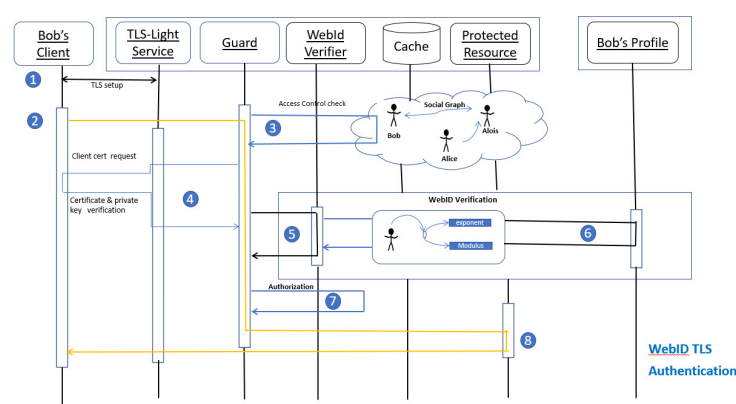 Bob's
Client
TLS-Light
Service
Guard
WebId
Verifier
Cache
Protected
Resource
Bob's Profile
1
TLS setup
2
Access Control check
3
Social Graph
Bob
Alois
Alice
Client cert request
4
Certificate & private
key verification
WebID Verification
5
exponent
Modulus
6
Authorization
7
8
WebID TLS
Authentication